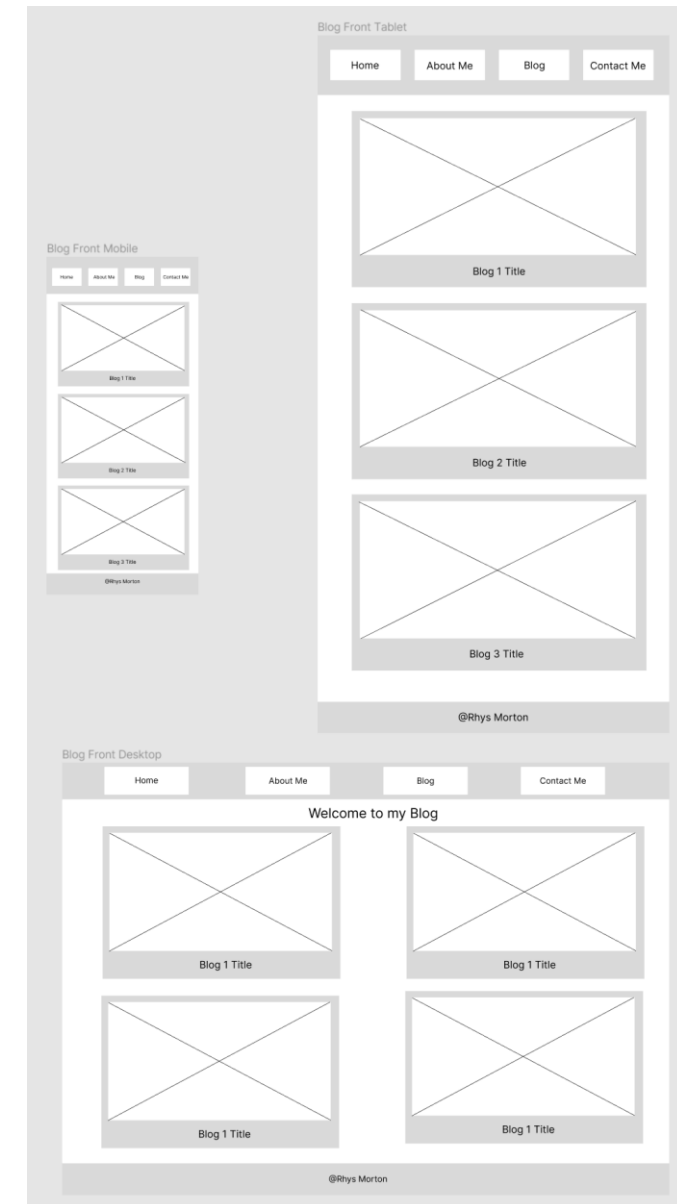 Blog Front Tablet
Home About Me Blog Contact Me
Blog 1 Title
Blog 2 Title
Blog 3 Title
@Rhys Morton
Blog Front Mobile
Home About Me Blog Contact Me
Blog 1 Title
Blog 2 Title
Blog 3 Title
@Rhys Morton
Blog Front Desktop
Home About Me Blog Contact Me
Welcome to my Blog
Blog 1 Title Blog 1 Title
Blog 1 Title Blog 1 Title
@Rhys Morton